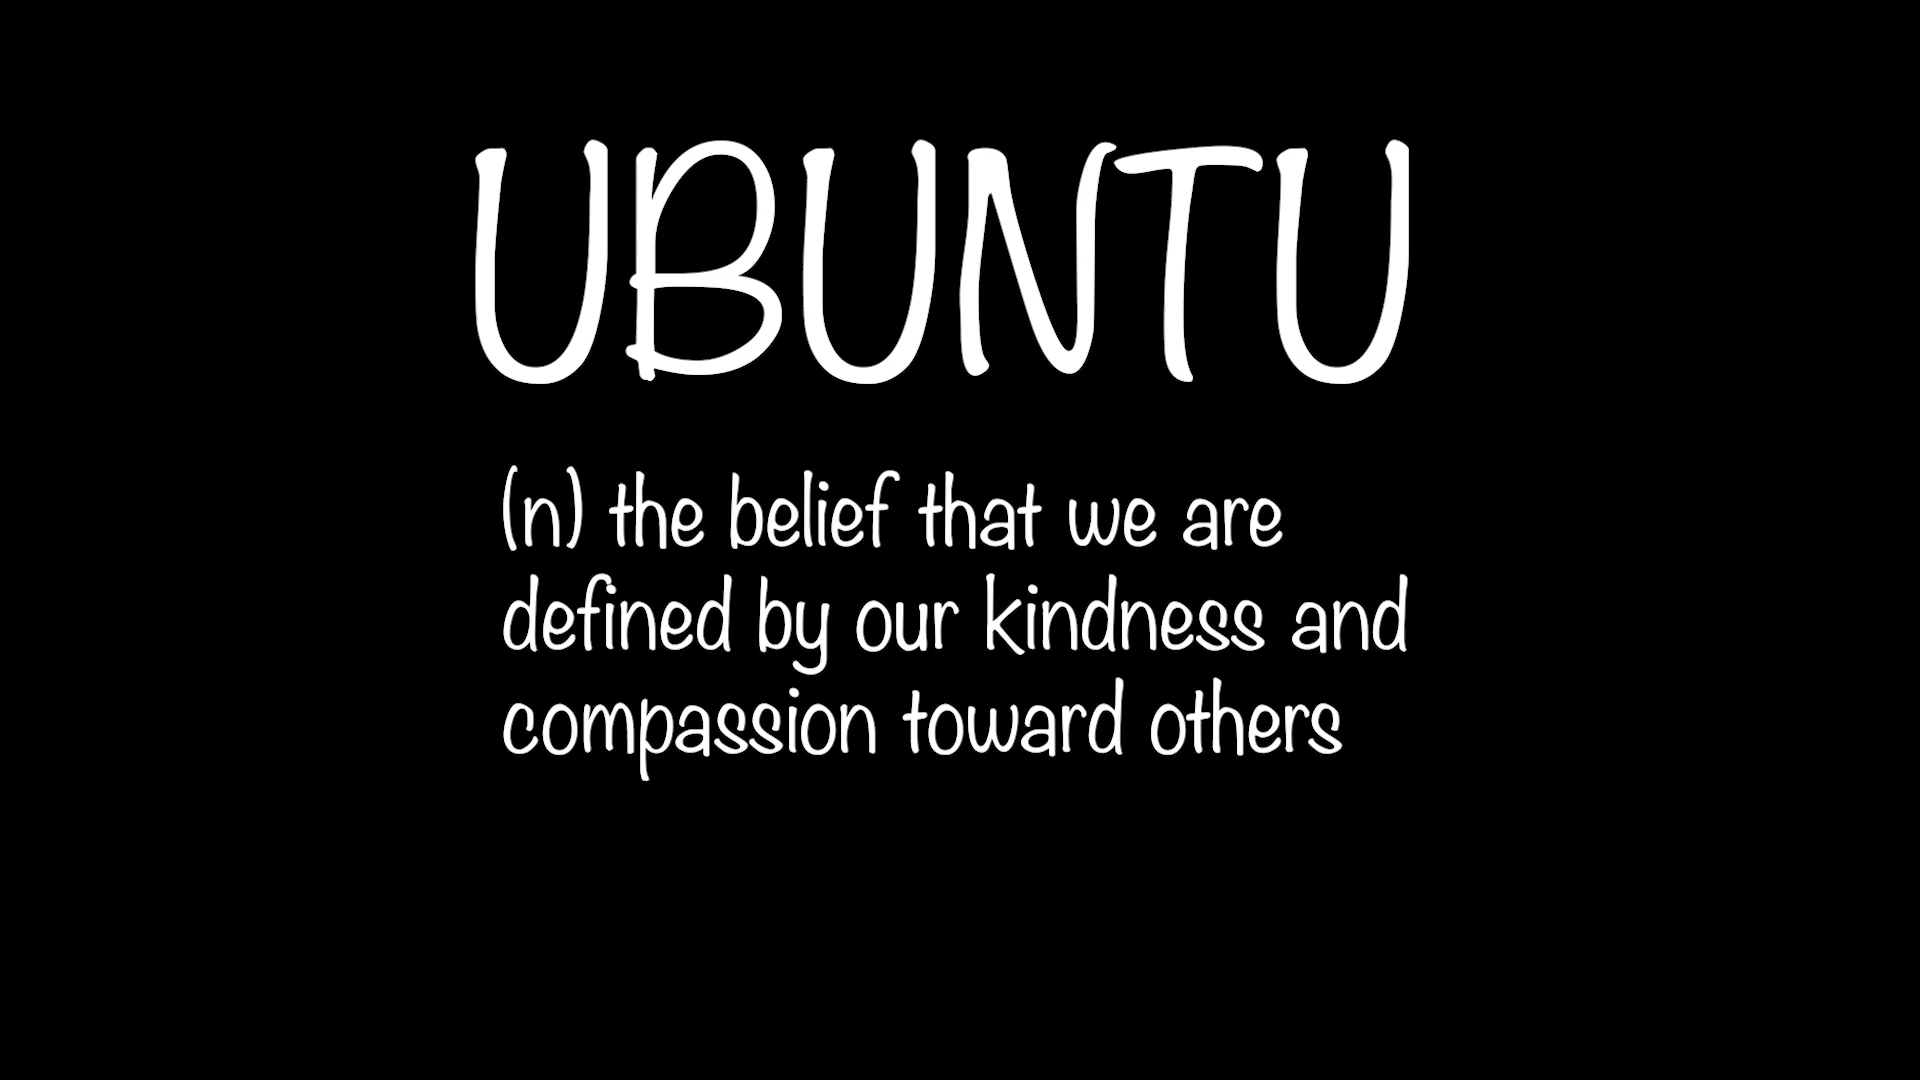 UBUNTU
(n) the belief that we are
defined by our kindness and
compassion toward others